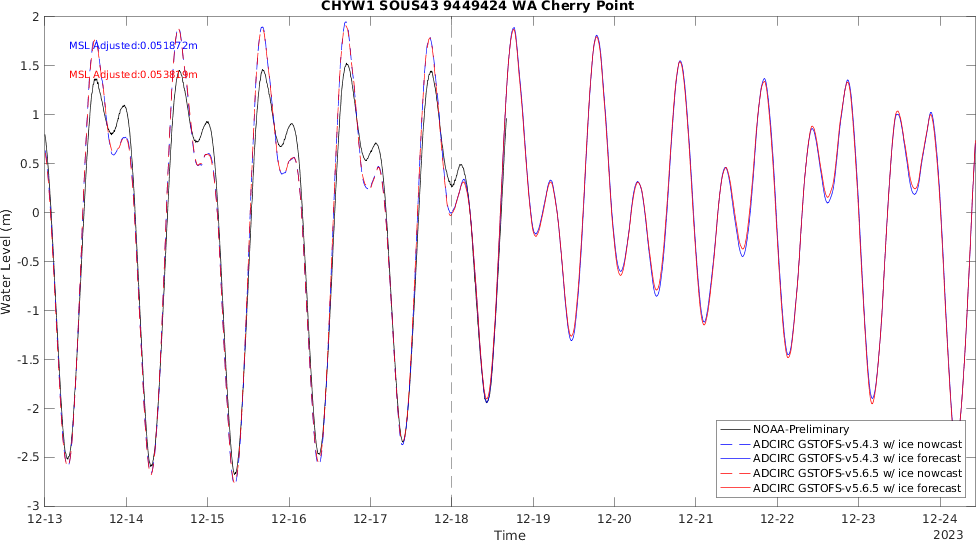 CHYW1 SOUS43 9449424 WA Cherry Point
MSL Adjusted:0.051872m
MSL Adjusted:0.053819m
Water Level (m)
2
1.5
1
0.5
0
-0.5
-1
-1.5
-2
-2.5
-3
NOAA-Preliminary
ADCIRC GSTOFS-v5.4.3 w/ ice nowcast
ADCIRC GSTOFS-v5.4.3 w/ ice forecast
ADCIRC GSTOFS-v5.6.5 w/ ice nowcast
ADCIRC GSTOFS-v5.6.5 w/ ice forecast
12-13 12-14 12-15 12-16 12-17 12-18 12-19 12-20 12-21 12-22 12-23 12-24
Time
2023